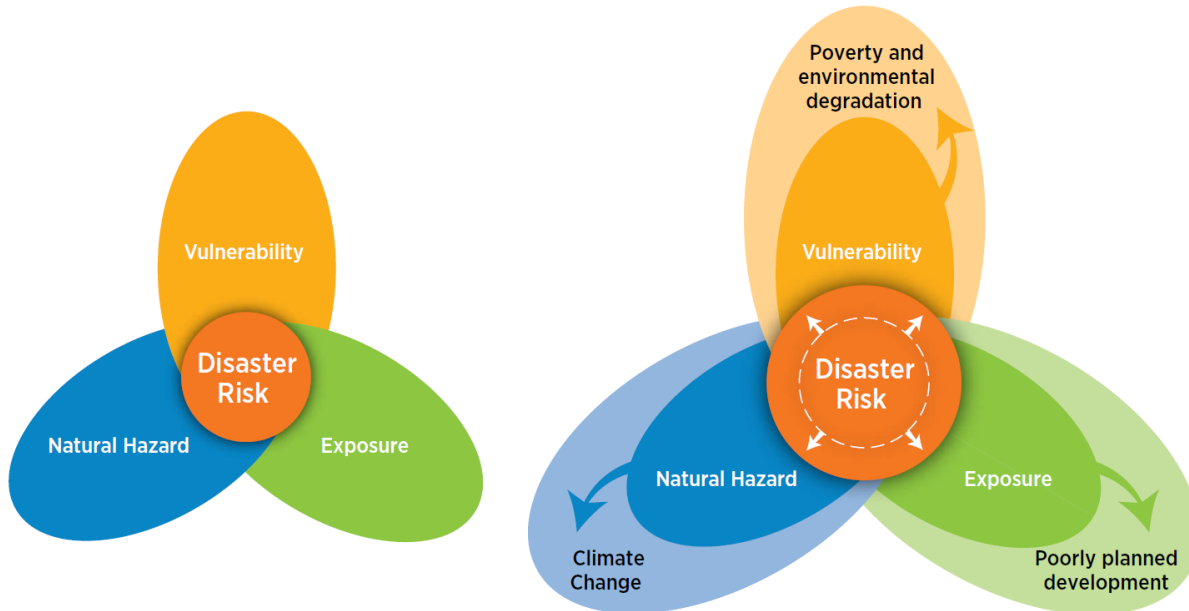 Vulnerability
Disaster
Risk
Natural Hazard
Exposure
Poverty and
environmental
degradation
Vulnerability
Disaster
Risk
Natural Hazard
Exposure
Climate
Change
Poorly planned
development